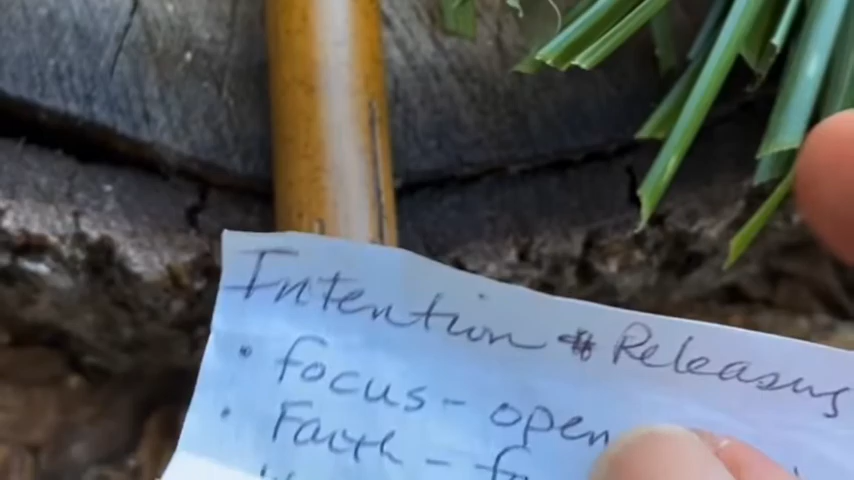 Intention # Releasing
• focus - open
• Faith -